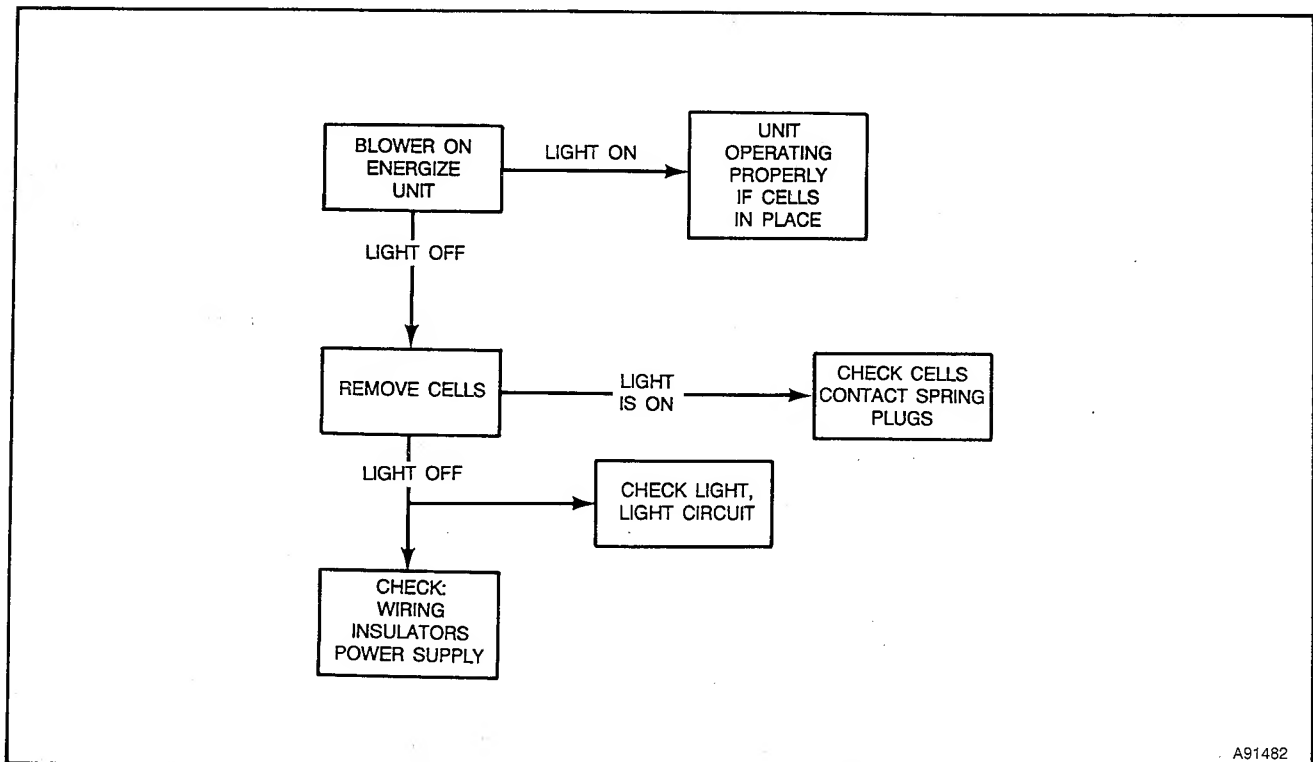 BLOWER ON
ENERGIZE
UNIT
LIGHT ON
UNIT
OPERATING
PROPERLY
IF CELLS
IN PLACE
LIGHT OFF
REMOVE CELLS
LIGHT
IS ON
CHECK CELLS
CONTACT SPRING
PLUGS
LIGHT OFF
CHECK LIGHT,
LIGHT CIRCUIT
CHECK:
WIRING
INSULATORS
POWER SUPPLY
A91482